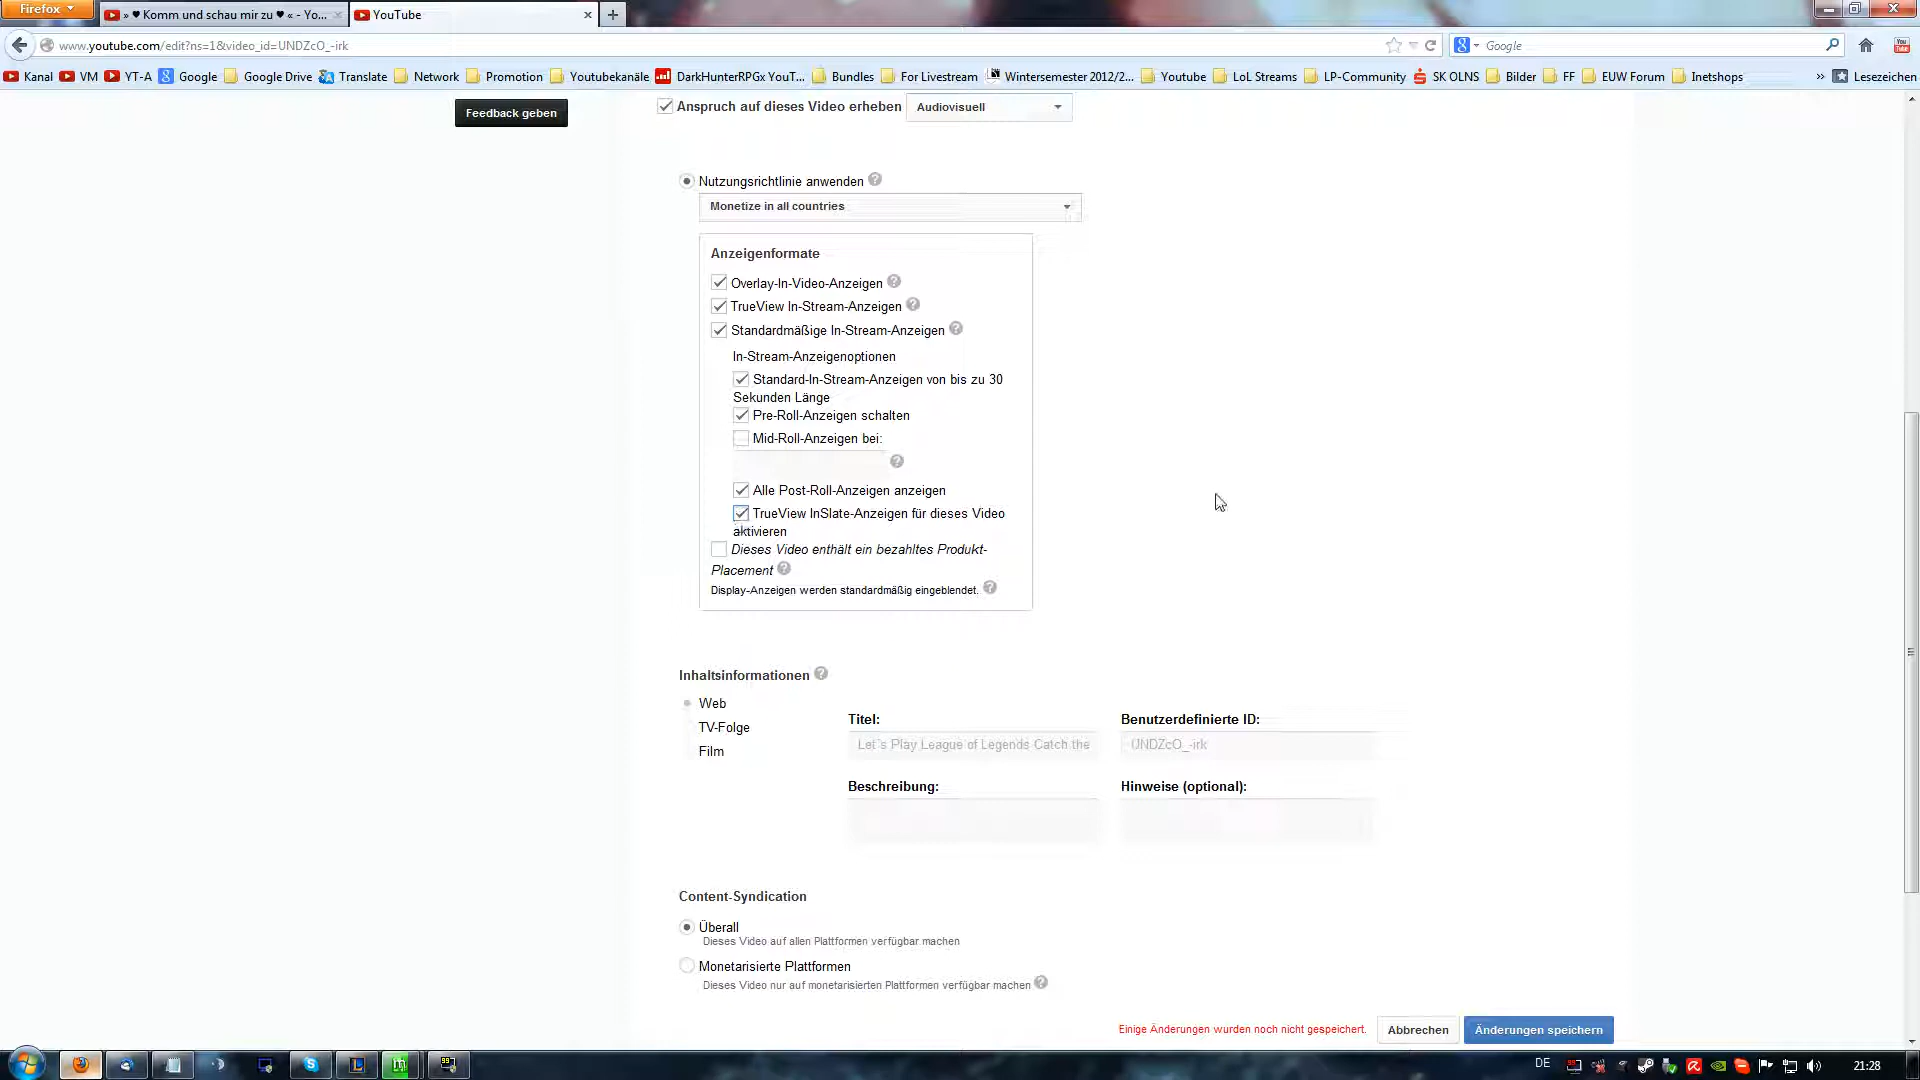 Firefox
» ♥ Komm und schau mir zu ♥ « - Yo...
YouTube
www.youtube.com/edit?ns=1&video_id=UNDZcO_-irk
Google
Kanal VM YT-A Google Google Drive Translate Network Promotion Youtubekanäle DarkHunterRPGx YouT... Bundles For Livestream Wintersemester 2012/2... Youtube LoL Streams LP-Community SK OLNS Bilder FF EUW Forum Inetshops » Lesezeichen
Feedback geben
Anspruch auf dieses Video erheben Audiovisuell
Nutzungsrichtlinie anwenden
Monetize in all countries
Anzeigenformate
Overlay-In-Video-Anzeigen
TrueView In-Stream-Anzeigen
Standardmäßige In-Stream-Anzeigen
In-Stream-Anzeigenoptionen
Standard-In-Stream-Anzeigen von bis zu 30
Sekunden Länge
Pre-Roll-Anzeigen schalten
Mid-Roll-Anzeigen bei:
Alle Post-Roll-Anzeigen anzeigen
TrueView InSlate-Anzeigen für dieses Video
aktivieren
Dieses Video enthält ein bezahltes Produkt-
Placement
Display-Anzeigen werden standardmäßig eingeblendet.
Inhaltsinformationen
Web
TV-Folge
Film
Titel:
Let`s Play League of Legends Catch the
Benutzerdefinierte ID:
UNDZcO_-irk
Beschreibung:
Hinweise (optional):
Content-Syndication
Überall
Dieses Video auf allen Plattformen verfügbar machen
Monetarisierte Plattformen
Dieses Video nur auf monetarisierten Plattformen verfügbar machen
Einige Änderungen wurden noch nicht gespeichert.
Abbrechen
Änderungen speichern
DE
21:28